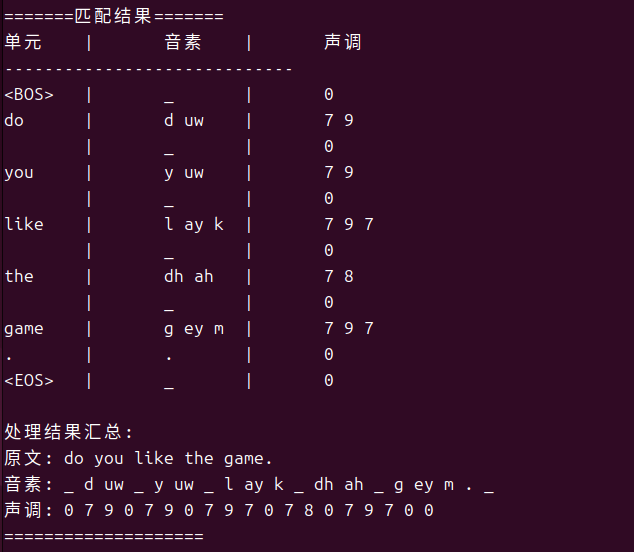 =======匹配结果=======
单元 | 音素 | 声调
-----------------------------
<BOS> | _ | 0
do | d uw | 7 9
| _ | 0
you | y uw | 7 9
| _ | 0
like | l ay k | 7 9 7
| _ | 0
the | dh ah | 7 8
| _ | 0
game | g ey m | 7 9 7
. | . | 0
<EOS> | _ | 0
处理结果汇总:
原文: do you like the game.
音素: _ d uw _ y uw _ l ay k _ dh ah _ g ey m . _
声调: 0 7 9 0 7 9 0 7 9 7 0 7 8 0 7 9 7 0 0
====================